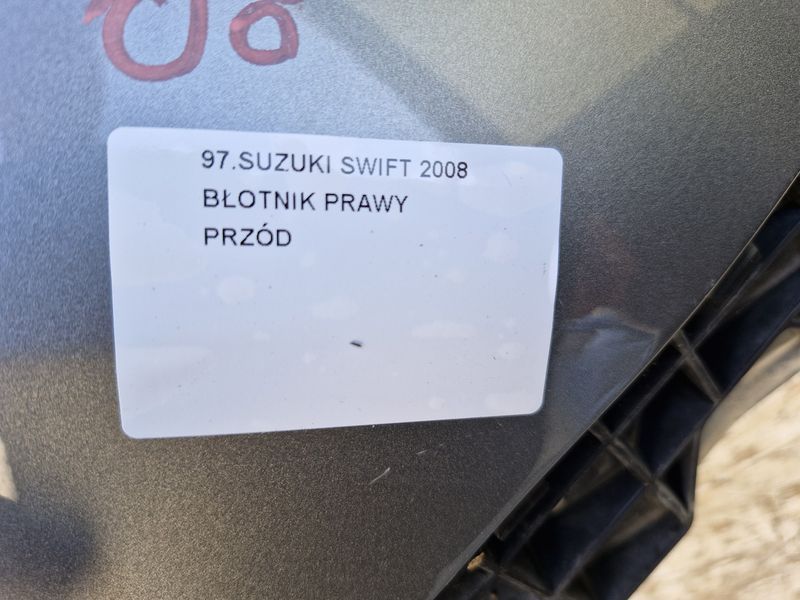 97.SUZUKI SWIFT 2008
BŁOTNIK PRAWY
PRZÓD